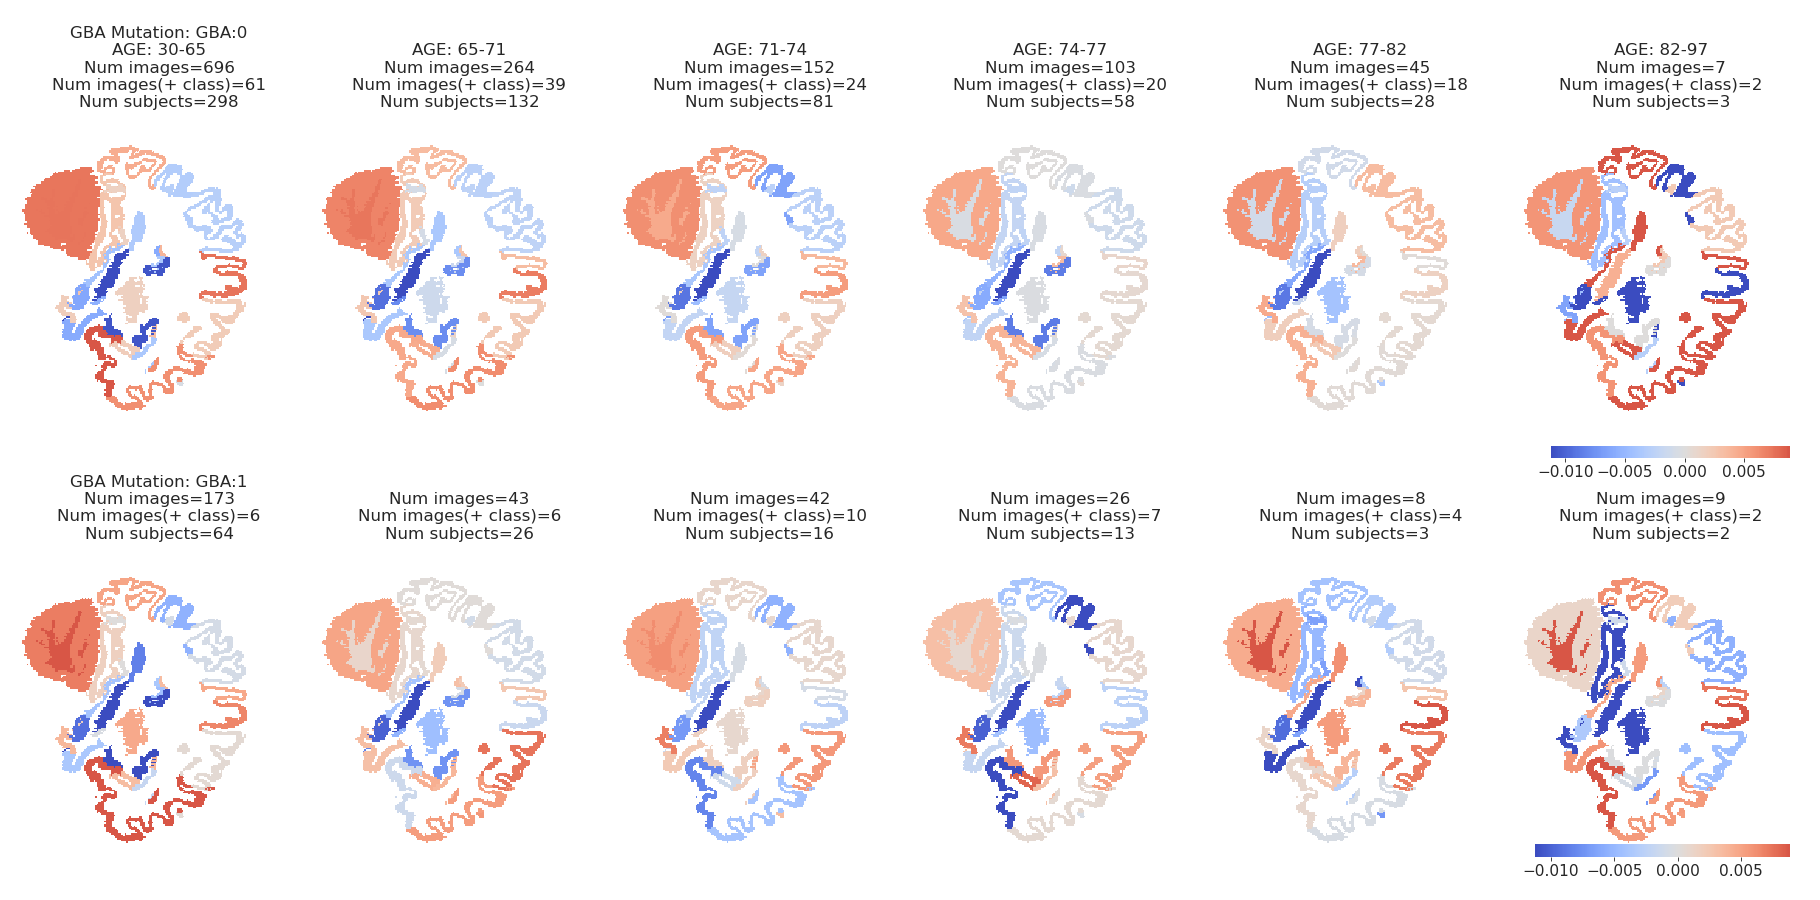 GBA Mutation: GBA:0
AGE: 30-65
Num images=696
Num images(+ class)=61
Num subjects=298
AGE: 65-71
Num images=264
Num images(+ class)=39
Num subjects=132
AGE: 71-74
Num images=152
Num images(+ class)=24
Num subjects=81
AGE: 74-77
Num images=103
Num images(+ class)=20
Num subjects=58
AGE: 77-82
Num images=45
Num images(+ class)=18
Num subjects=28
AGE: 82-97
Num images=7
Num images(+ class)=2
Num subjects=3
−0.010 −0.005 0.000 0.005
GBA Mutation: GBA:1
Num images=173
Num images(+ class)=6
Num subjects=64
Num images=43
Num images(+ class)=6
Num subjects=26
Num images=42
Num images(+ class)=10
Num subjects=16
Num images=26
Num images(+ class)=7
Num subjects=13
Num images=8
Num images(+ class)=4
Num subjects=3
Num images=9
Num images(+ class)=2
Num subjects=2
−0.010 −0.005 0.000 0.005